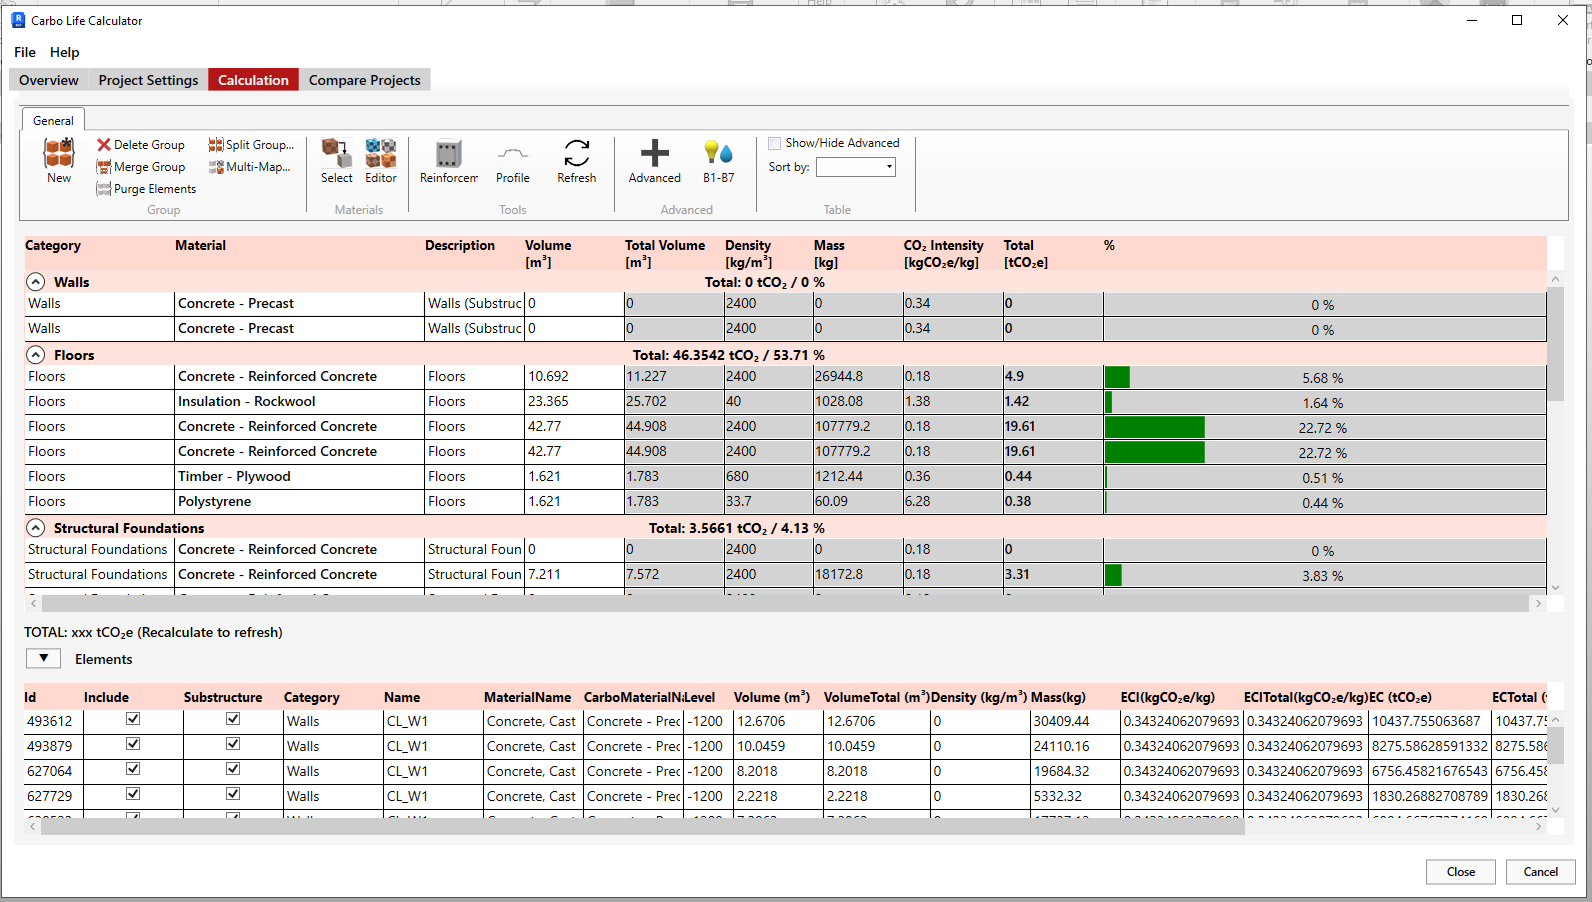 Carbo Life Calculator
File Help
Overview Project Settings Calculation Compare Projects
General
New
Delete Group
Merge Group
Purge Elements
Split Group...
Multi-Map...
Group
Select Editor
Materials
Reinforcem Profile Refresh
Tools
Advanced B1-B7
Advanced
Show/Hide Advanced
Sort by:
Table
Category Material Description Volume [m³] Total Volume [m³] Density [kg/m³] Mass [kg] CO₂ Intensity [kgCO₂e/kg] Total [tCO₂e] %
Walls Total: 0 tCO₂ / 0 %
Walls Concrete - Precast Walls (Substruc 0 0 2400 0 0.34 0 0 %
Walls Concrete - Precast Walls (Substruc 0 0 2400 0 0.34 0 0 %
Floors Total: 46.3542 tCO₂ / 53.71 %
Floors Concrete - Reinforced Concrete Floors 10.692 11.227 2400 26944.8 0.18 4.9 5.68 %
Floors Insulation - Rockwool Floors 23.365 25.702 40 1028.08 1.38 1.42 1.64 %
Floors Concrete - Reinforced Concrete Floors 42.77 44.908 2400 107779.2 0.18 19.61 22.72 %
Floors Concrete - Reinforced Concrete Floors 42.77 44.908 2400 107779.2 0.18 19.61 22.72 %
Floors Timber - Plywood Floors 1.621 1.783 680 1212.44 0.36 0.44 0.51 %
Floors Polystyrene Floors 1.621 1.783 33.7 60.09 6.28 0.38 0.44 %
Structural Foundations Total: 3.5661 tCO₂ / 4.13 %
Structural Foundations Concrete - Reinforced Concrete Structural Foun 0 0 2400 0 0.18 0 0 %
Structural Foundations Concrete - Reinforced Concrete Structural Foun 7.211 7.572 2400 18172.8 0.18 3.31 3.83 %
TOTAL: xxx tCO₂e (Recalculate to refresh)
Elements
Id Include Substructure Category Name MaterialName CarboMaterialNa Level Volume (m³) VolumeTotal (m³) Density (kg/m³) Mass(kg) ECI(kgCO₂e/kg) ECITotal(kgCO₂e/kg) EC (tCO₂e) ECTotal (
493612 Walls CL_W1 Concrete, Cast Concrete - Prec -1200 12.6706 12.6706 0 30409.44 0.34324062079693 0.34324062079693 10437.755063687 10437.75
493879 Walls CL_W1 Concrete, Cast Concrete - Prec -1200 10.0459 10.0459 0 24110.16 0.34324062079693 0.34324062079693 8275.58628591332 8275.586
627064 Walls CL_W1 Concrete, Cast Concrete - Prec -1200 8.2018 8.2018 0 19684.32 0.34324062079693 0.34324062079693 6756.45821676543 6756.458
627729 Walls CL_W1 Concrete, Cast Concrete - Prec -1200 2.2218 2.2218 0 5332.32 0.34324062079693 0.34324062079693 1830.26882708789 1830.268
Close Cancel